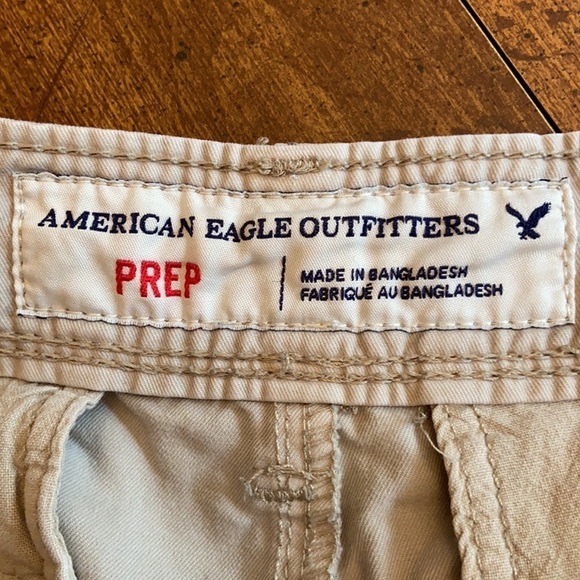 AMERICAN EAGLE OUTFITTERS
PREP
MADE IN BANGLADESH
FABRIQUÉ AU BANGLADESH